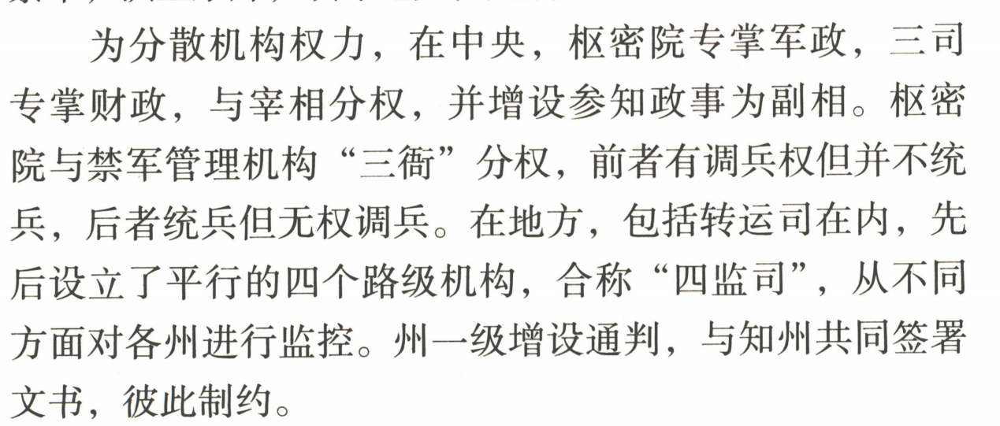 为分散机构权力，在中央，枢密院专掌军政，三司
专掌财政，与宰相分权，并增设参知政事为副相。枢密
院与禁军管理机构“三衙”分权，前者有调兵权但并不统
兵，后者统兵但无权调兵。在地方，包括转运司在内，先
后设立了平行的四个路级机构，合称“四监司”，从不同
方面对各州进行监控。州一级增设通判，与知州共同签署
文书，彼此制约。